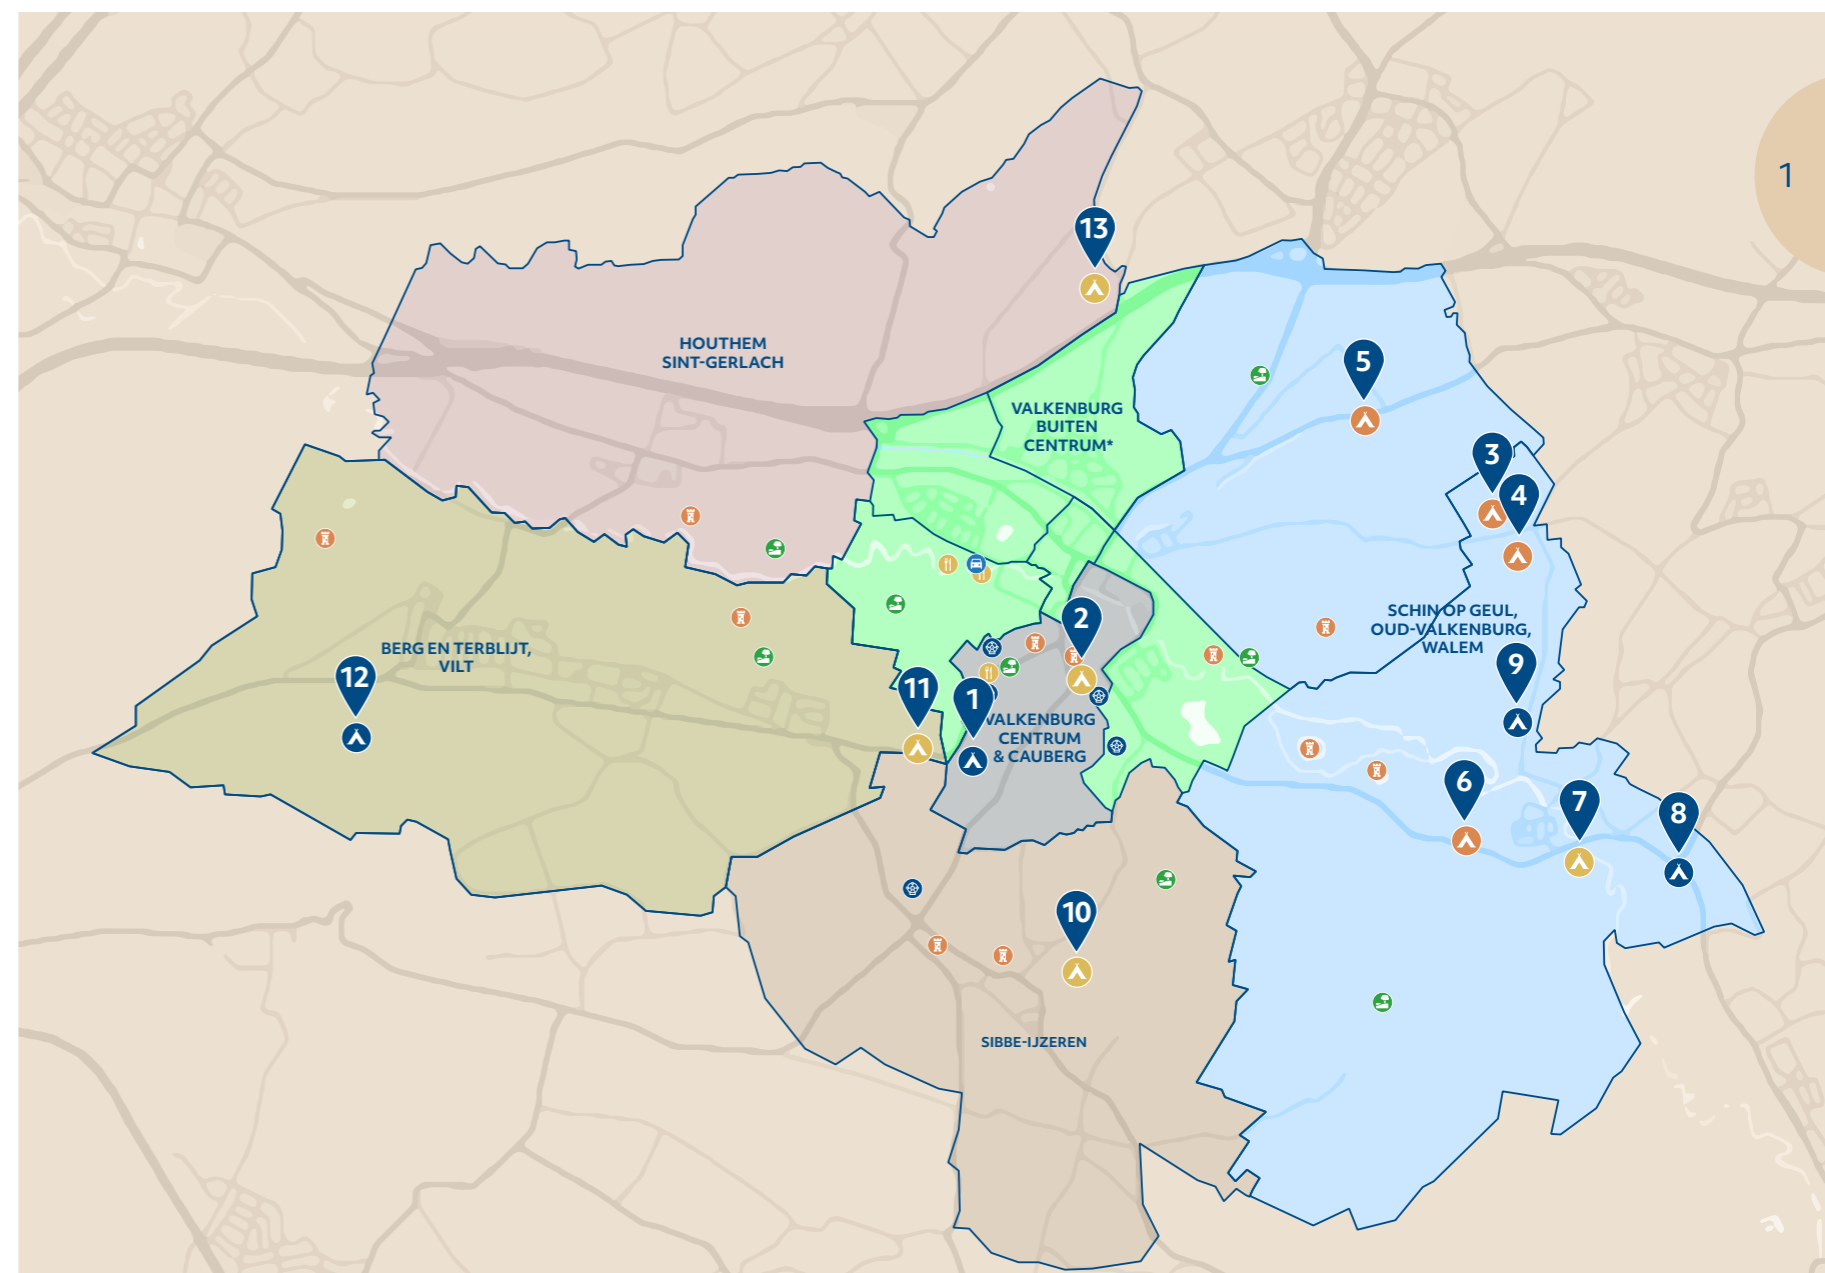 1
13
HOUTHEM
SINT-GERLACH
5
VALKENBURG
BUITEN
CENTRUM*
3
4
SCHIN OP GEUL,
OUD-VALKENBURG,
WALEM
2
BERG EN TERBLIJT,
VILT
12
11
1
9
VALKENBURG
CENTRUM
& CAUBERG
6
7
8
10
SIBBE-IJZEREN